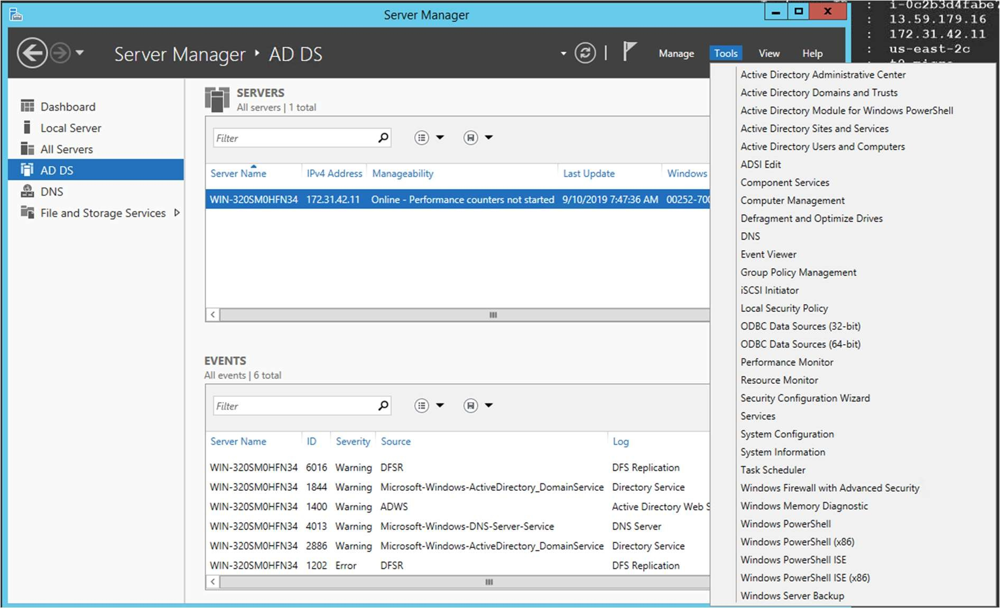 Server Manager
i-0c2b3d4fabe7
: 13.59.179.16
: 172.31.42.11
: us-east-2c
Server Manager • AD DS
Manage Tools View Help
Dashboard
Local Server
All Servers
AD DS
DNS
File and Storage Services
SERVERS
All servers | 1 total
Filter
Server Name IPv4 Address Manageability Last Update Windows
WIN-320SM0HFN34 172.31.42.11 Online - Performance counters not started 9/10/2019 7:47:36 AM 00252-700
EVENTS
All events | 6 total
Filter
Server Name ID Severity Source Log
WIN-320SM0HFN34 6016 Warning DFSR DFS Replication
WIN-320SM0HFN34 1844 Warning Microsoft-Windows-ActiveDirectory_DomainService Directory Service
WIN-320SM0HFN34 1400 Warning ADWS Active Directory Web S
WIN-320SM0HFN34 4013 Warning Microsoft-Windows-DNS-Server-Service DNS Server
WIN-320SM0HFN34 2886 Warning Microsoft-Windows-ActiveDirectory_DomainService Directory Service
WIN-320SM0HFN34 1202 Error DFSR DFS Replication
Active Directory Administrative Center
Active Directory Domains and Trusts
Active Directory Module for Windows PowerShell
Active Directory Sites and Services
Active Directory Users and Computers
ADSI Edit
Component Services
Computer Management
Defragment and Optimize Drives
DNS
Event Viewer
Group Policy Management
iSCSI Initiator
Local Security Policy
ODBC Data Sources (32-bit)
ODBC Data Sources (64-bit)
Performance Monitor
Resource Monitor
Security Configuration Wizard
Services
System Configuration
System Information
Task Scheduler
Windows Firewall with Advanced Security
Windows Memory Diagnostic
Windows PowerShell
Windows PowerShell (x86)
Windows PowerShell ISE
Windows PowerShell ISE (x86)
Windows Server Backup